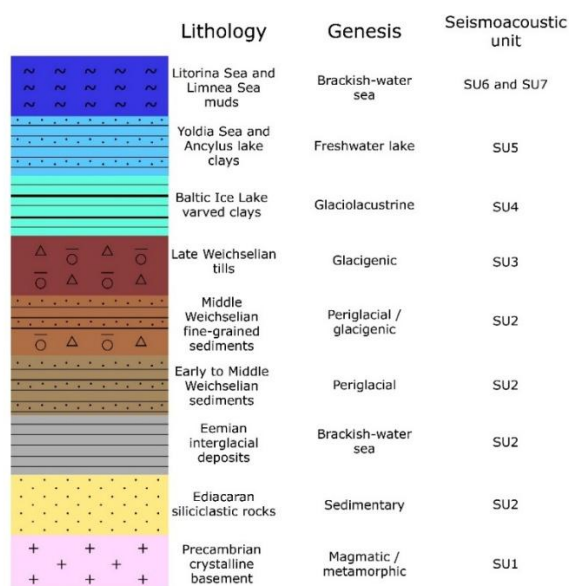 Lithology Genesis Seismoacoustic unit
Litorina Sea and
Limnea Sea
muds
Brackish-water
sea
SU6 and SU7
Yoldia Sea and
Ancylus lake
clays
Freshwater lake
SU5
Baltic Ice Lake
varved clays
Glaciolacustrine
SU4
Late Weichselian
tills
Glacigenic
SU3
Middle
Weichselian
fine-grained
sediments
Periglacial /
glacigenic
SU2
Early to Middle
Weichselian
sediments
Periglacial
SU2
Eemian
interglacial
deposits
Brackish-water
sea
SU2
Ediacaran
siliciclastic rocks
Sedimentary
SU2
Precambrian
crystalline
basement
Magmatic /
metamorphic
SU1